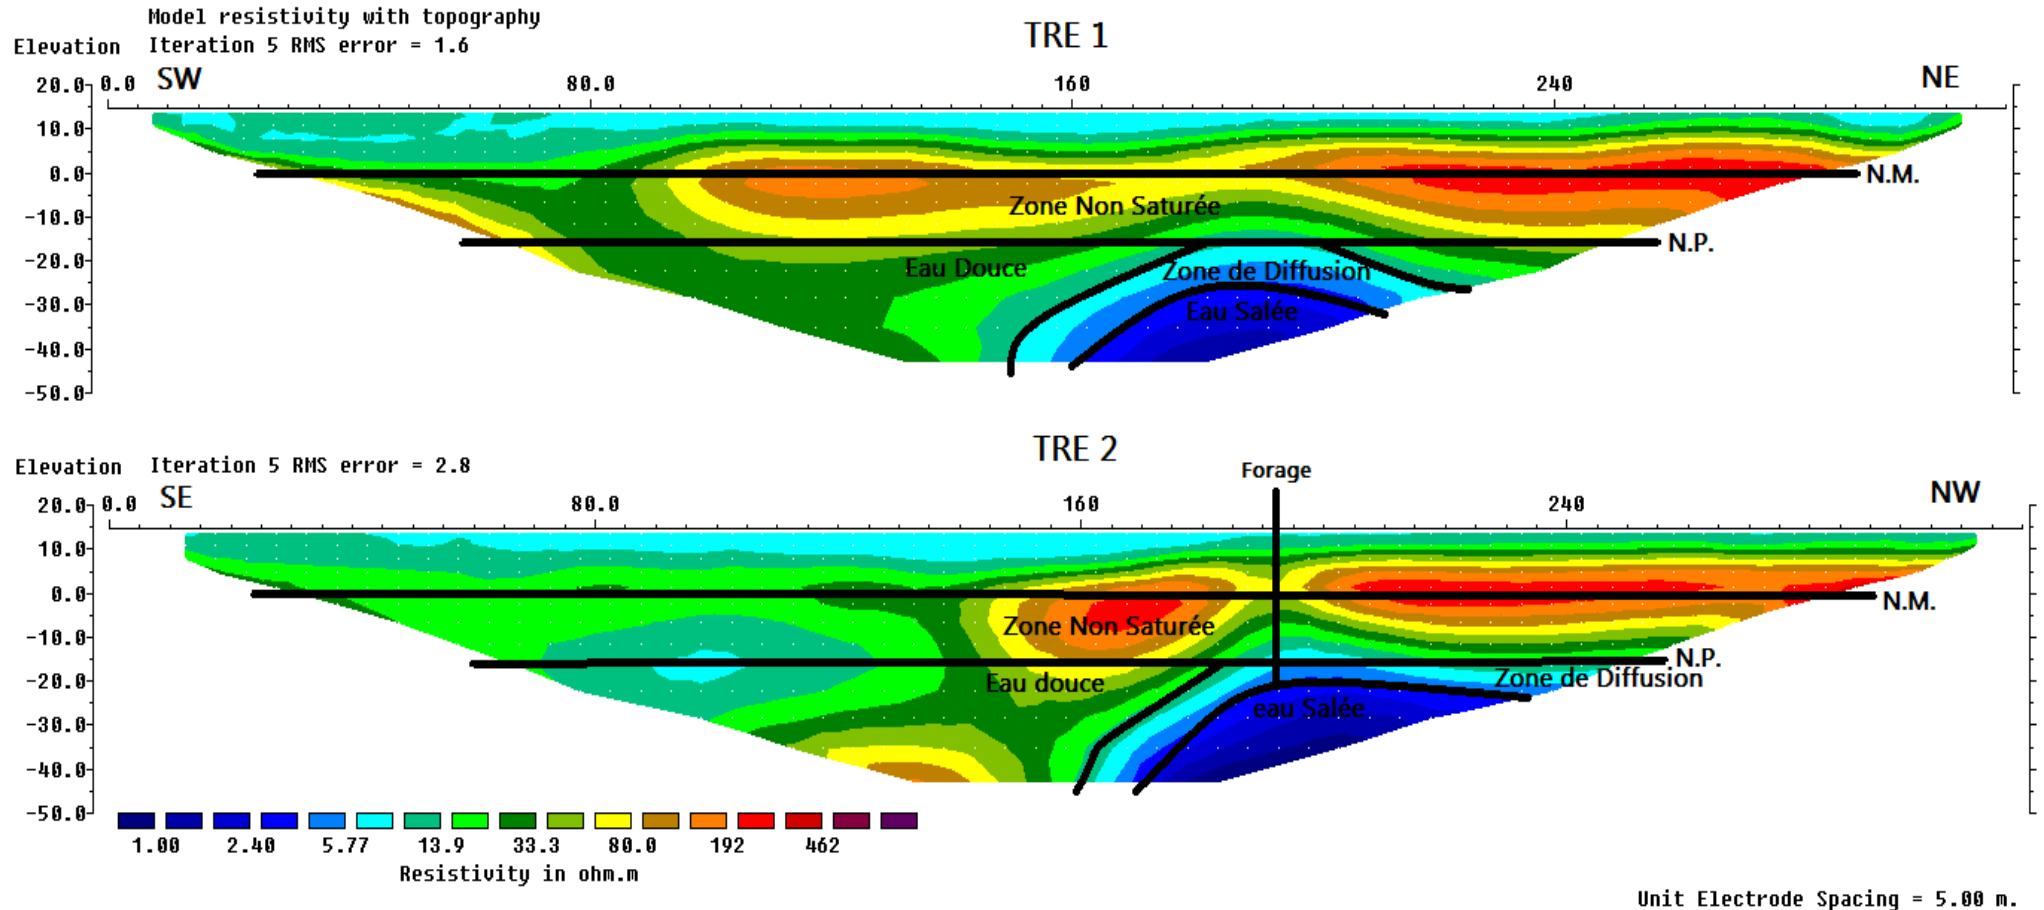 Model resistivity with topography
TRE 1
Elevation Iteration 5 RMS error = 1.6
20.0 0.0 SW 80.0 160 240 NE
10.0
0.0 N.M.
-10.0 Zone Non Saturée
N.P.
-20.0 Eau Douce Zone de Diffusion
-30.0 Eau Salée
-40.0
-50.0
TRE 2
Elevation Iteration 5 RMS error = 2.8 Forage
20.0 0.0 SE 80.0 160 240 NW
10.0
0.0 N.M.
-10.0 Zone Non Saturée
N.P.
-20.0 Eau douce Zone de Diffusion
-30.0 eau Salée
-40.0
-50.0
1.00 2.40 5.77 13.9 33.3 80.0 192 462
Resistivity in ohm.m
Unit Electrode Spacing = 5.00 m.